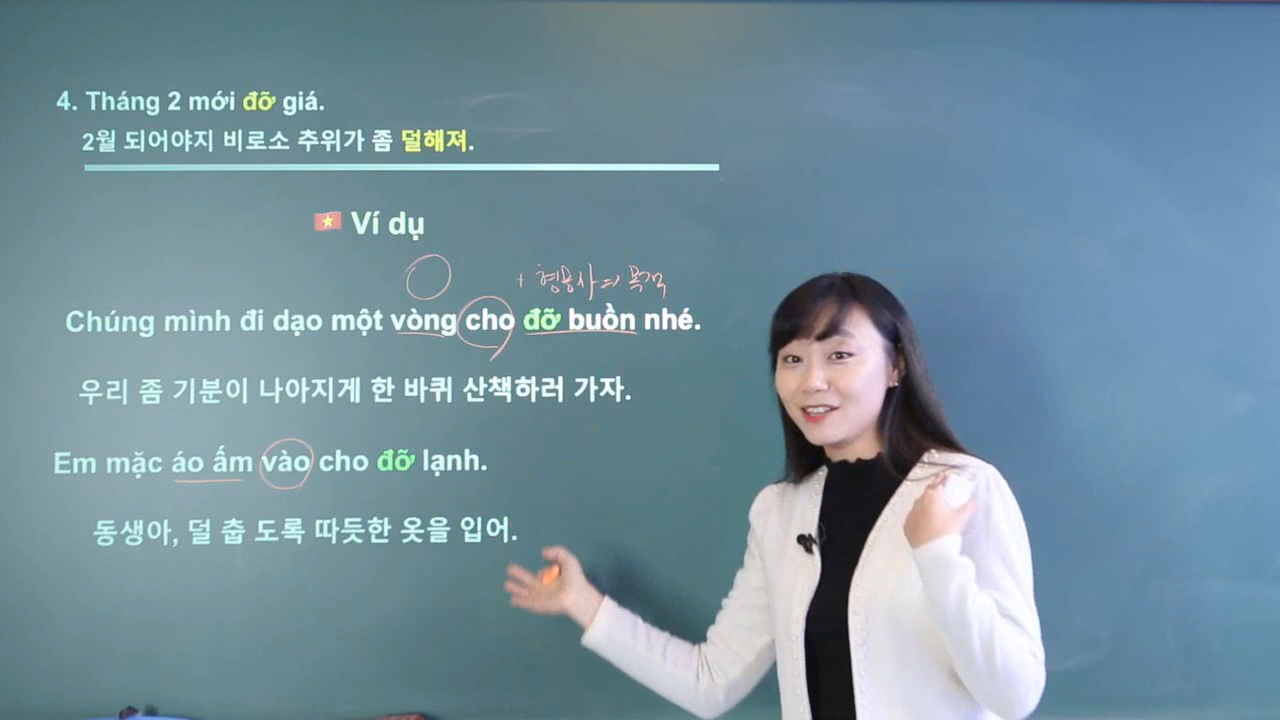 4. Tháng 2 mới đỡ giá.
2월 되어야지 비로소 추위가 좀 덜해져.
Ví dụ
+ 형용사 => 목적
Chúng mình đi dạo một vòng cho đỡ buồn nhé.
우리 좀 기분이 나아지게 한 바퀴 산책하러 가자.
Em mặc áo ấm vào cho đỡ lạnh.
동생아, 덜 춥 도록 따듯한 옷을 입어.